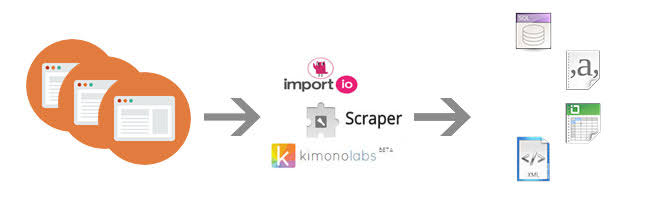 SQL
import io
,a,
Scraper
kimonolabs BETA
</>
XML